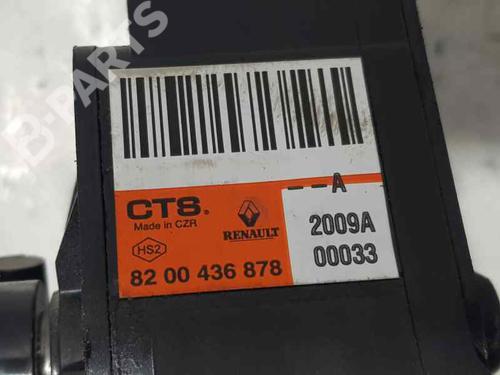 B-PARTS
--A
CTS.
Made in CZR
RENAULT
2009A
HS2
00033
82 00 436 878